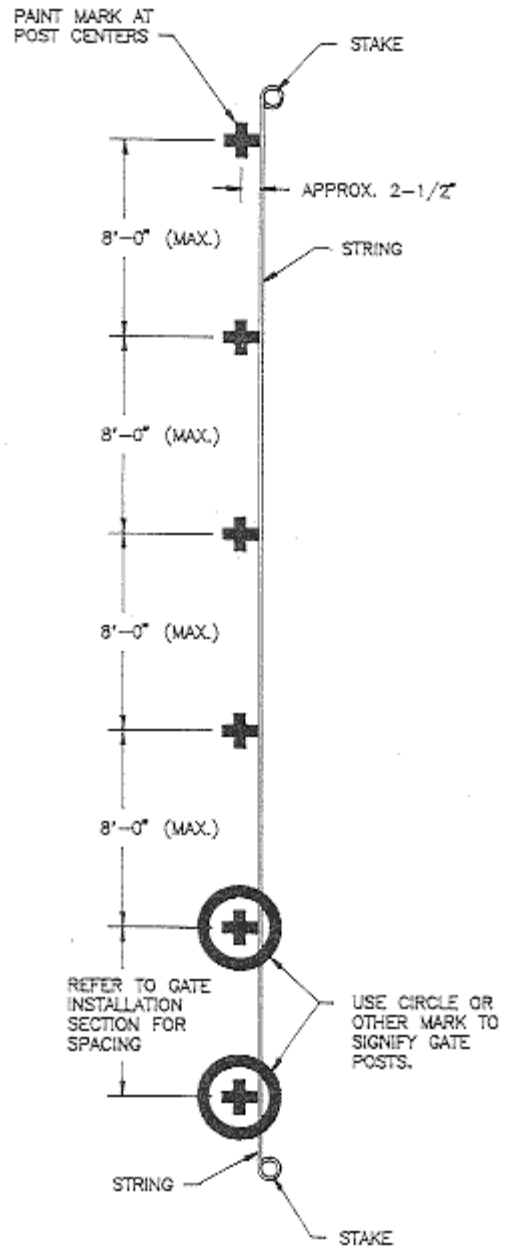 PAINT MARK AT
POST CENTERS
STAKE
APPROX. 2-1/2"
8'-0" (MAX.)
STRING
8'-0" (MAX.)
8'-0" (MAX.)
8'-0" (MAX.)
REFER TO GATE
INSTALLATION
SECTION FOR
SPACING
USE CIRCLE OR
OTHER MARK TO
SIGNIFY GATE
POSTS.
STRING
STAKE